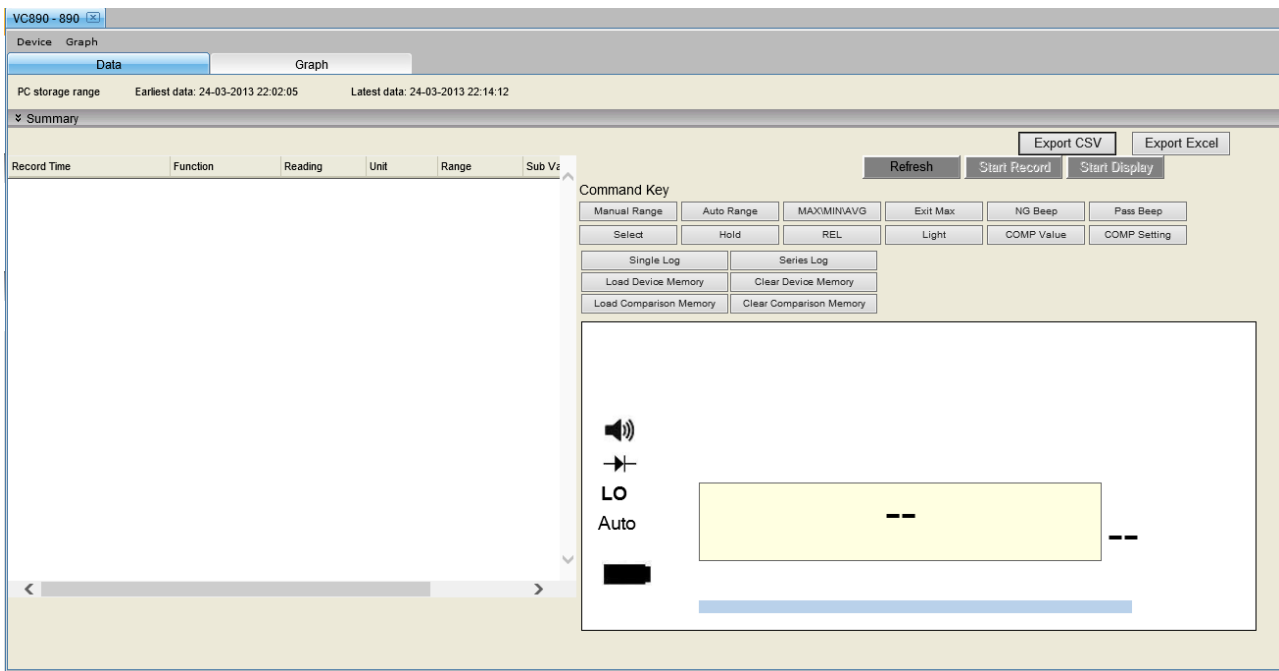 VC890 - 890
Device Graph
Data Graph
PC storage range Earliest data: 24-03-2013 22:02:05 Latest data: 24-03-2013 22:14:12
Summary
Export CSV Export Excel
Record Time Function Reading Unit Range Sub Va
Refresh Start Record Start Display
Command Key
Manual Range Auto Range MAX\MIN\AVG Exit Max NG Beep Pass Beep
Select Hold REL Light COMP Value COMP Setting
Single Log Series Log
Load Device Memory Clear Device Memory
Load Comparison Memory Clear Comparison Memory
LO
Auto
--
--